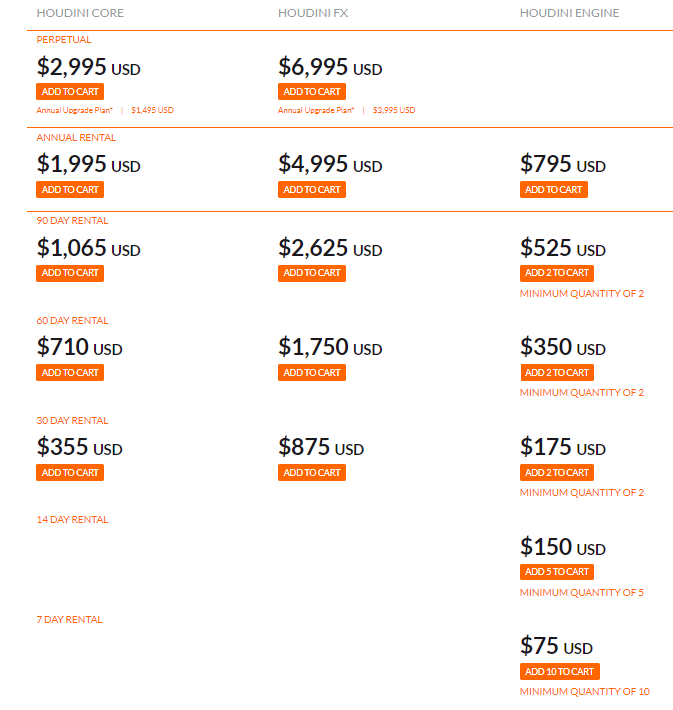 HOUDINI CORE HOUDINI FX HOUDINI ENGINE
PERPETUAL
$2,995 USD $6,995 USD
ADD TO CART ADD TO CART
Annual Upgrade Plan* | $1,495 USD Annual Upgrade Plan* | $3,995 USD
ANNUAL RENTAL
$1,995 USD $4,995 USD $795 USD
ADD TO CART ADD TO CART ADD TO CART
90 DAY RENTAL
$1,065 USD $2,625 USD $525 USD
ADD TO CART ADD TO CART ADD 2 TO CART
MINIMUM QUANTITY OF 2
60 DAY RENTAL
$710 USD $1,750 USD $350 USD
ADD TO CART ADD TO CART ADD 2 TO CART
MINIMUM QUANTITY OF 2
30 DAY RENTAL
$355 USD $875 USD $175 USD
ADD TO CART ADD TO CART ADD 2 TO CART
MINIMUM QUANTITY OF 2
14 DAY RENTAL
$150 USD
ADD 5 TO CART
MINIMUM QUANTITY OF 5
7 DAY RENTAL
$75 USD
ADD 10 TO CART
MINIMUM QUANTITY OF 10